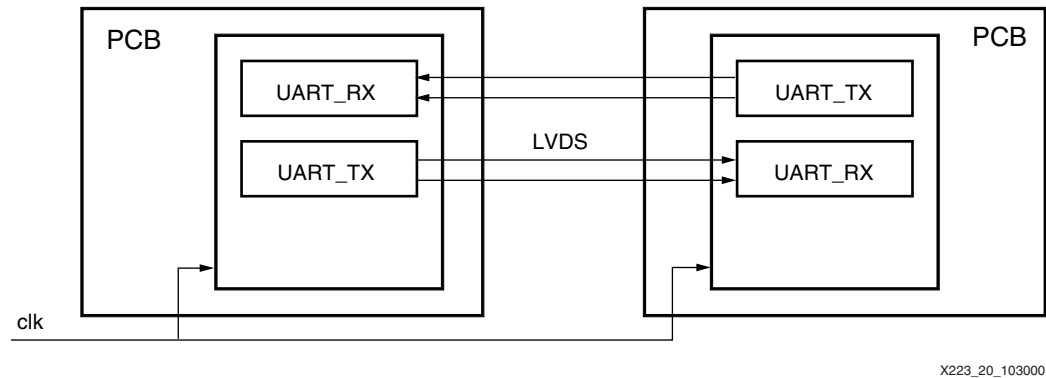 PCB
PCB
UART_RX
UART_TX
LVDS
UART_TX
UART_RX
clk
X223_20_103000